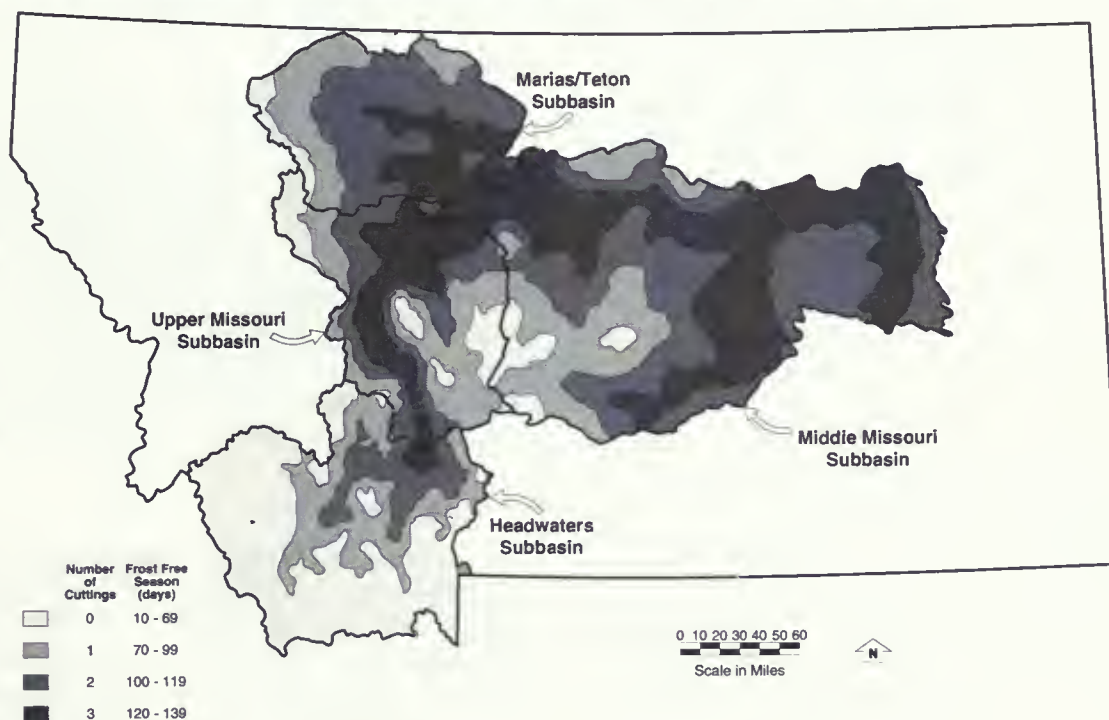 Marias/Teton
Subbasin
Upper Missouri
Subbasin
Middle Missouri
Subbasin
Headwaters
Subbasin
Number of Cuttings Frost Free Season (days)
0 10 - 69
1 70 - 99
2 100 - 119
3 120 - 139
0 10 20 30 40 50 60
Scale in Miles
N